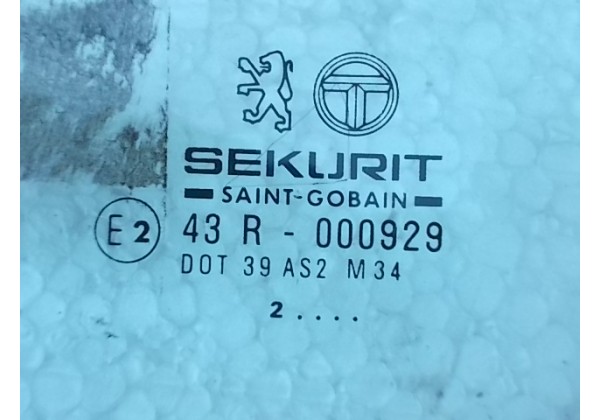 SEKURIT
SAINT-GOBAIN
E2 43 R - 000929
DOT 39 AS2 M34
2 . . . .